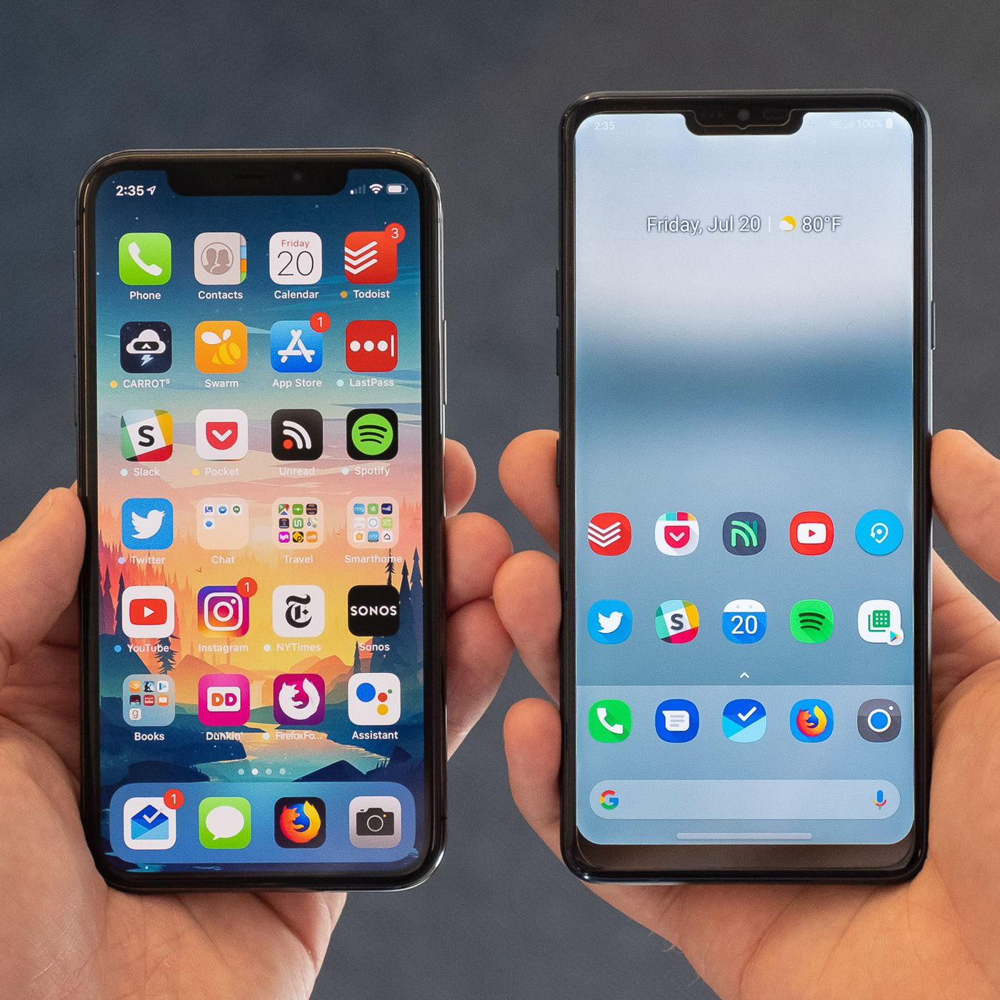 2:35
Friday
20
3
Phone
Contacts
Calendar
Todoist
1
CARROT⁵
Swarm
App Store
LastPass
S
Slack
Pocket
Unread
Spotify
Twitter
Chat
Travel
Smarthome
1
T
SONOS
YouTube
Instagram
NYTimes
Sonos
g
DD
Books
Dunkin'
FirefoxFo...
Assistant
1
2:35
100%
Friday, Jul 20 | 80°F
S
20
G